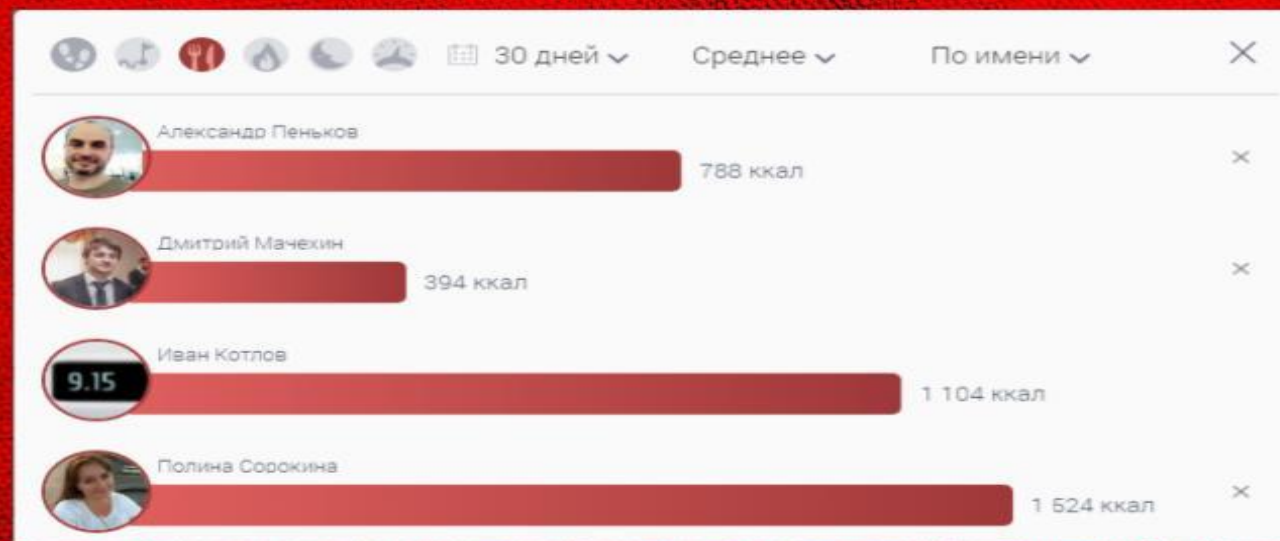 30 дней Среднее По имени
Александр Пеньков
788 ккал
Дмитрий Мачехин
394 ккал
Иван Котлов
9.15
1 104 ккал
Полина Сорокина
1 524 ккал